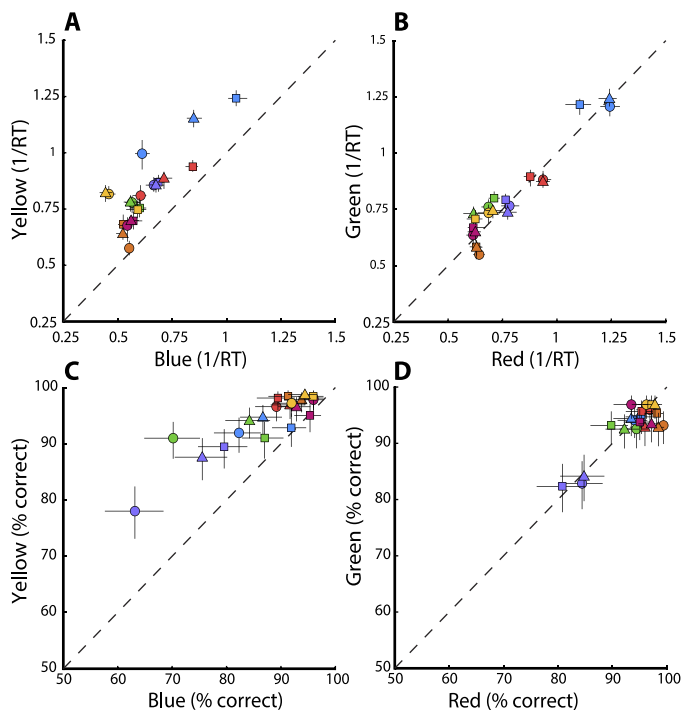 A
B
1.5
1.25
1
0.75
0.5
0.25
Yellow (1/RT)
0.25 0.5 0.75 1 1.25 1.5
Blue (1/RT)
1.5
1.25
1
0.75
0.5
0.25
Green (1/RT)
0.25 0.5 0.75 1 1.25 1.5
Red (1/RT)
C
D
100
90
80
70
60
50
Yellow (% correct)
50 60 70 80 90 100
Blue (% correct)
100
90
80
70
60
50
Green (% correct)
50 60 70 80 90 100
Red (% correct)